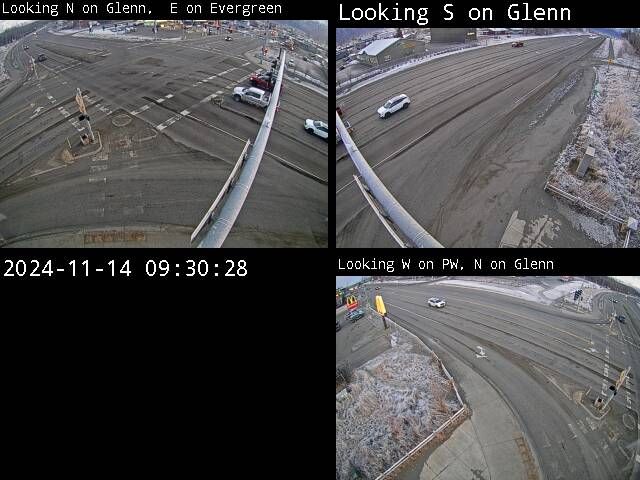 Looking N on Glenn, E on Evergreen
Looking S on Glenn
2024-11-14 09:30:28
Looking W on PW, N on Glenn